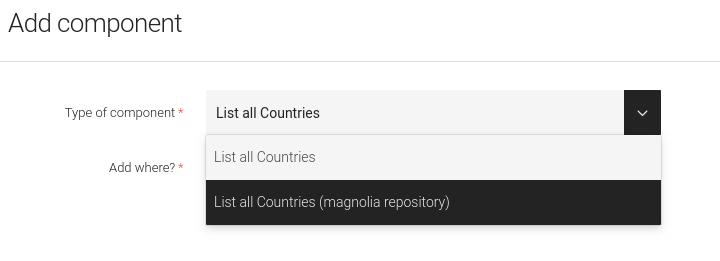 Add component
Type of component *
List all Countries
List all Countries
Add where? *
List all Countries (magnolia repository)